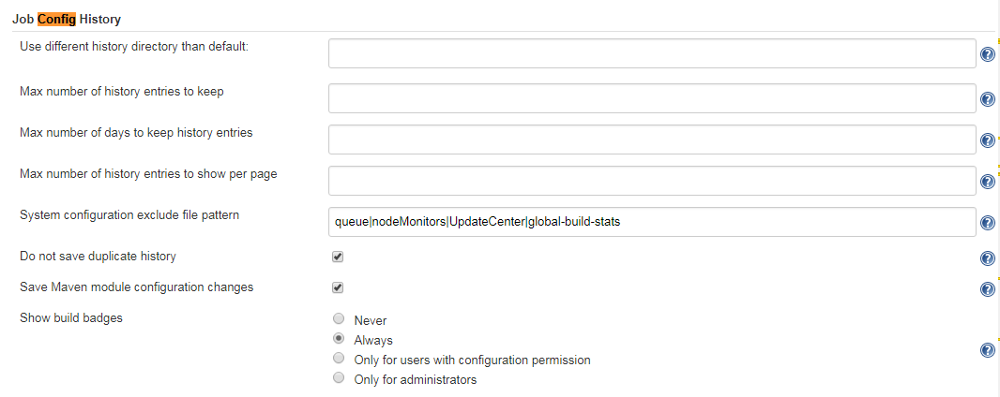 Job Config History
Use different history directory than default:
Max number of history entries to keep
Max number of days to keep history entries
Max number of history entries to show per page
System configuration exclude file pattern
queue|nodeMonitors|UpdateCenter|global-build-stats
Do not save duplicate history
Save Maven module configuration changes
Show build badges
Never
Always
Only for users with configuration permission
Only for administrators